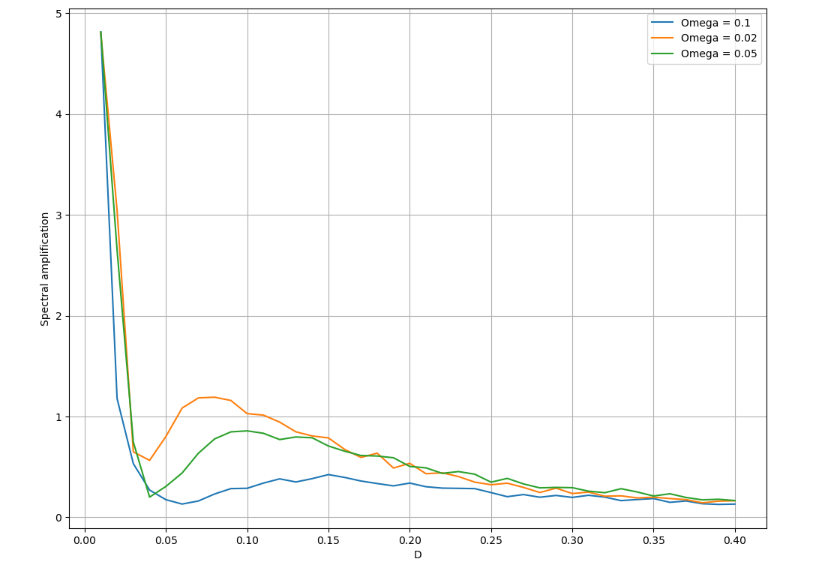 5
4
3
2
1
0
Spectral amplification
0.00 0.05 0.10 0.15 0.20 0.25 0.30 0.35 0.40
D
Omega = 0.1
Omega = 0.02
Omega = 0.05